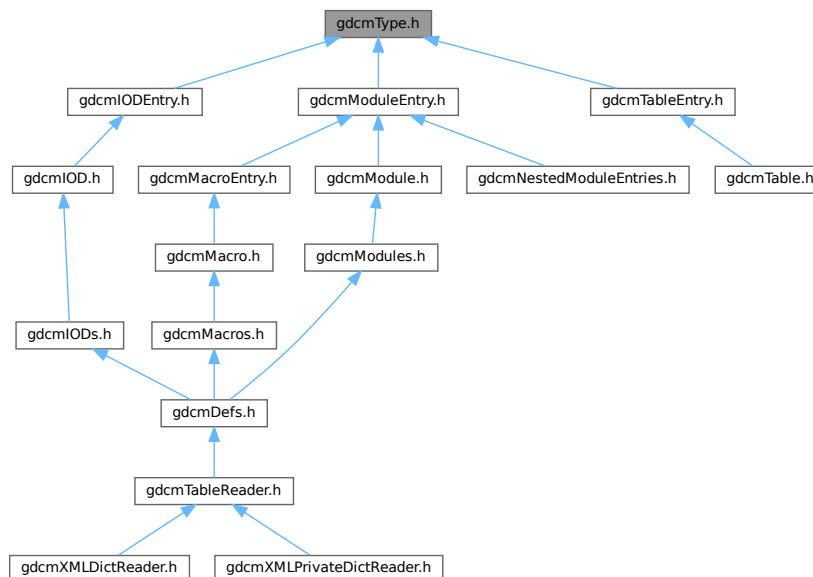 gdcmType.h
gdcmIODEntry.h
gdcmModuleEntry.h
gdcmTableEntry.h
gdcmIOD.h
gdcmMacroEntry.h
gdcmModule.h
gdcmNestedModuleEntries.h
gdcmTable.h
gdcmMacro.h
gdcmModules.h
gdcmIODs.h
gdcmMacros.h
gdcmDefs.h
gdcmTableReader.h
gdcmXMLDictReader.h
gdcmXMLPrivateDictReader.h